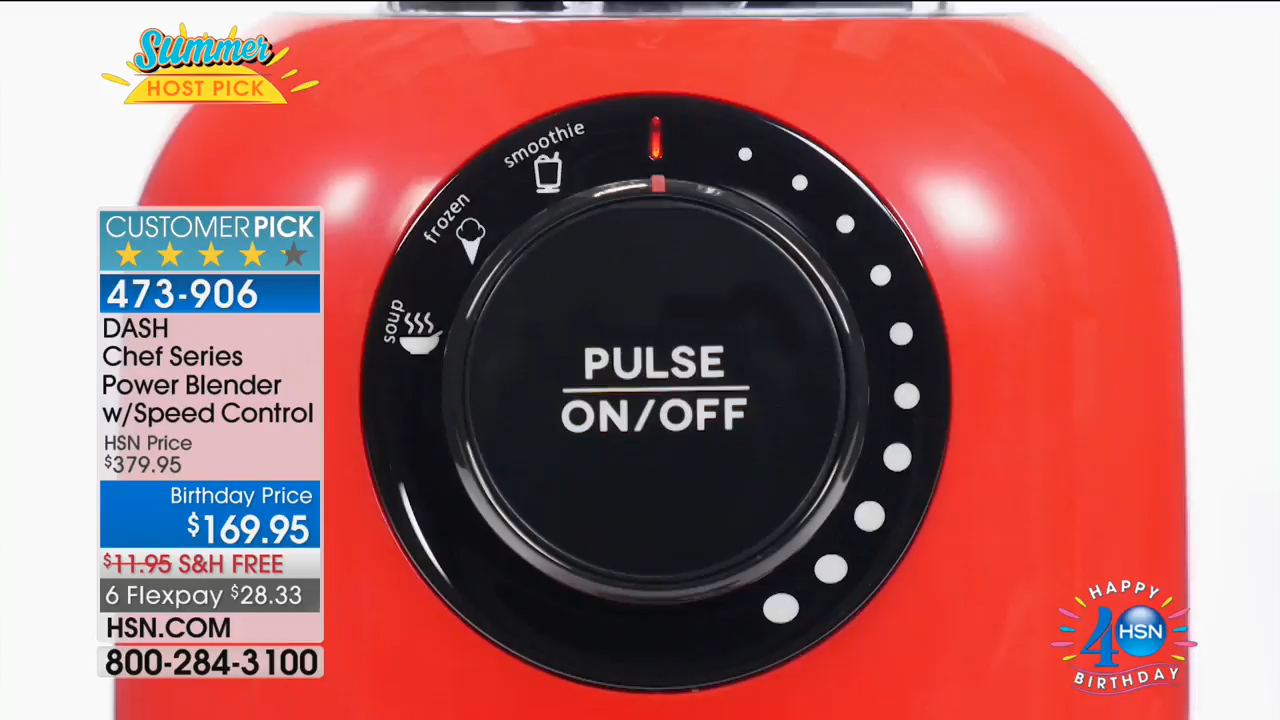 Summer
HOST PICK
CUSTOMER PICK
473-906
DASH
Chef Series
Power Blender
w/Speed Control
HSN Price
$379.95
Birthday Price
$169.95
$11.95 S&H FREE
6 Flexpay $28.33
HSN.COM
800-284-3100
smoothie
frozen
soup
PULSE
ON/OFF
HAPPY
40 HSN
BIRTHDAY